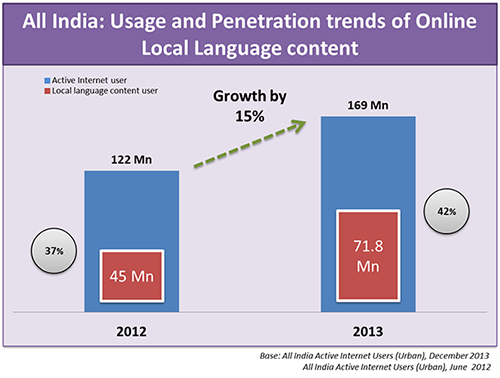 All India: Usage and Penetration trends of Online
Local Language content
Active Internet user
Local language content user
Growth by
15%
122 Mn
169 Mn
37%
45 Mn
71.8
Mn
42%
2012
2013
Base: All India Active Internet Users (Urban), December 2013
All India Active Internet Users (Urban), June 2012